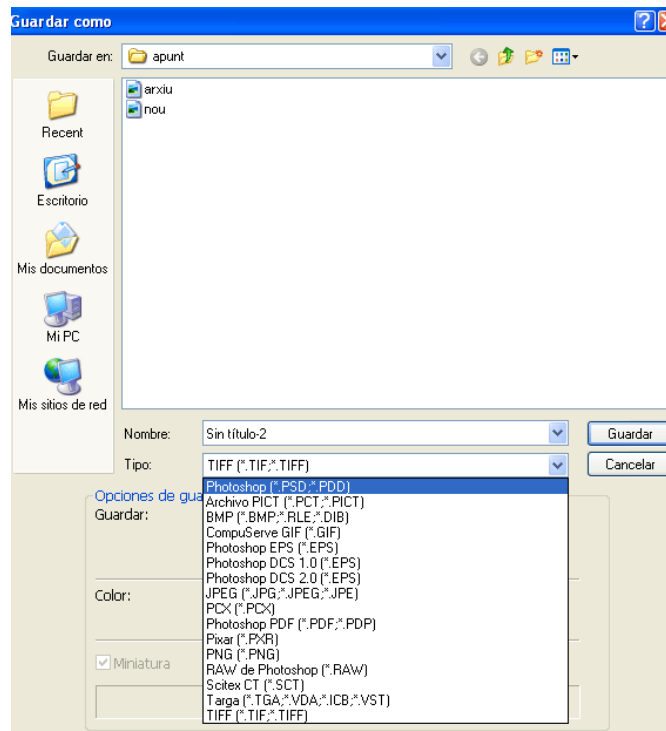 Guardar como
Guardar en: apunt
arxiu
nou
Recent
Escritorio
Mis documentos
Mi PC
Mis sitios de red
Nombre: Sin título-2 Guardar
Tipo: TIFF (*.TIF;*.TIFF) Cancelar
Opciones de gua
Guardar:
Color:
Miniatura
Photoshop (*.PSD;*.PDD)
Archivo PICT (*.PCT;*.PICT)
BMP (*.BMP;*.RLE;*.DIB)
CompuServe GIF (*.GIF)
Photoshop EPS (*.EPS)
Photoshop DCS 1.0 (*.EPS)
Photoshop DCS 2.0 (*.EPS)
JPEG (*.JPG;*.JPEG;*.JPE)
PCX (*.PCX)
Photoshop PDF (*.PDF;*.PDP)
Pixar (*.PXR)
PNG (*.PNG)
RAW de Photoshop (*.RAW)
Scitex CT (*.SCT)
Targa (*.TGA;*.VDA;*.ICB;*.VST)
TIFF (*.TIF;*.TIFF)